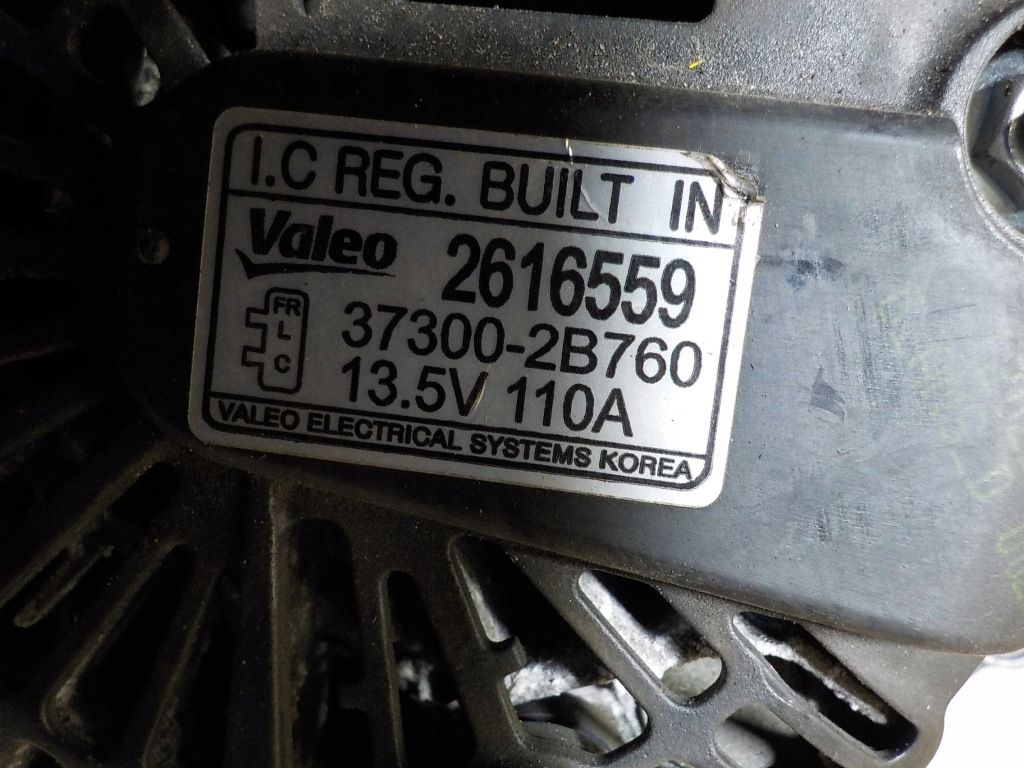 I.C REG. BUILT IN
Valeo 2616559
FR
L
C
37300-2B760
13.5V 110A
VALEO ELECTRICAL SYSTEMS KOREA